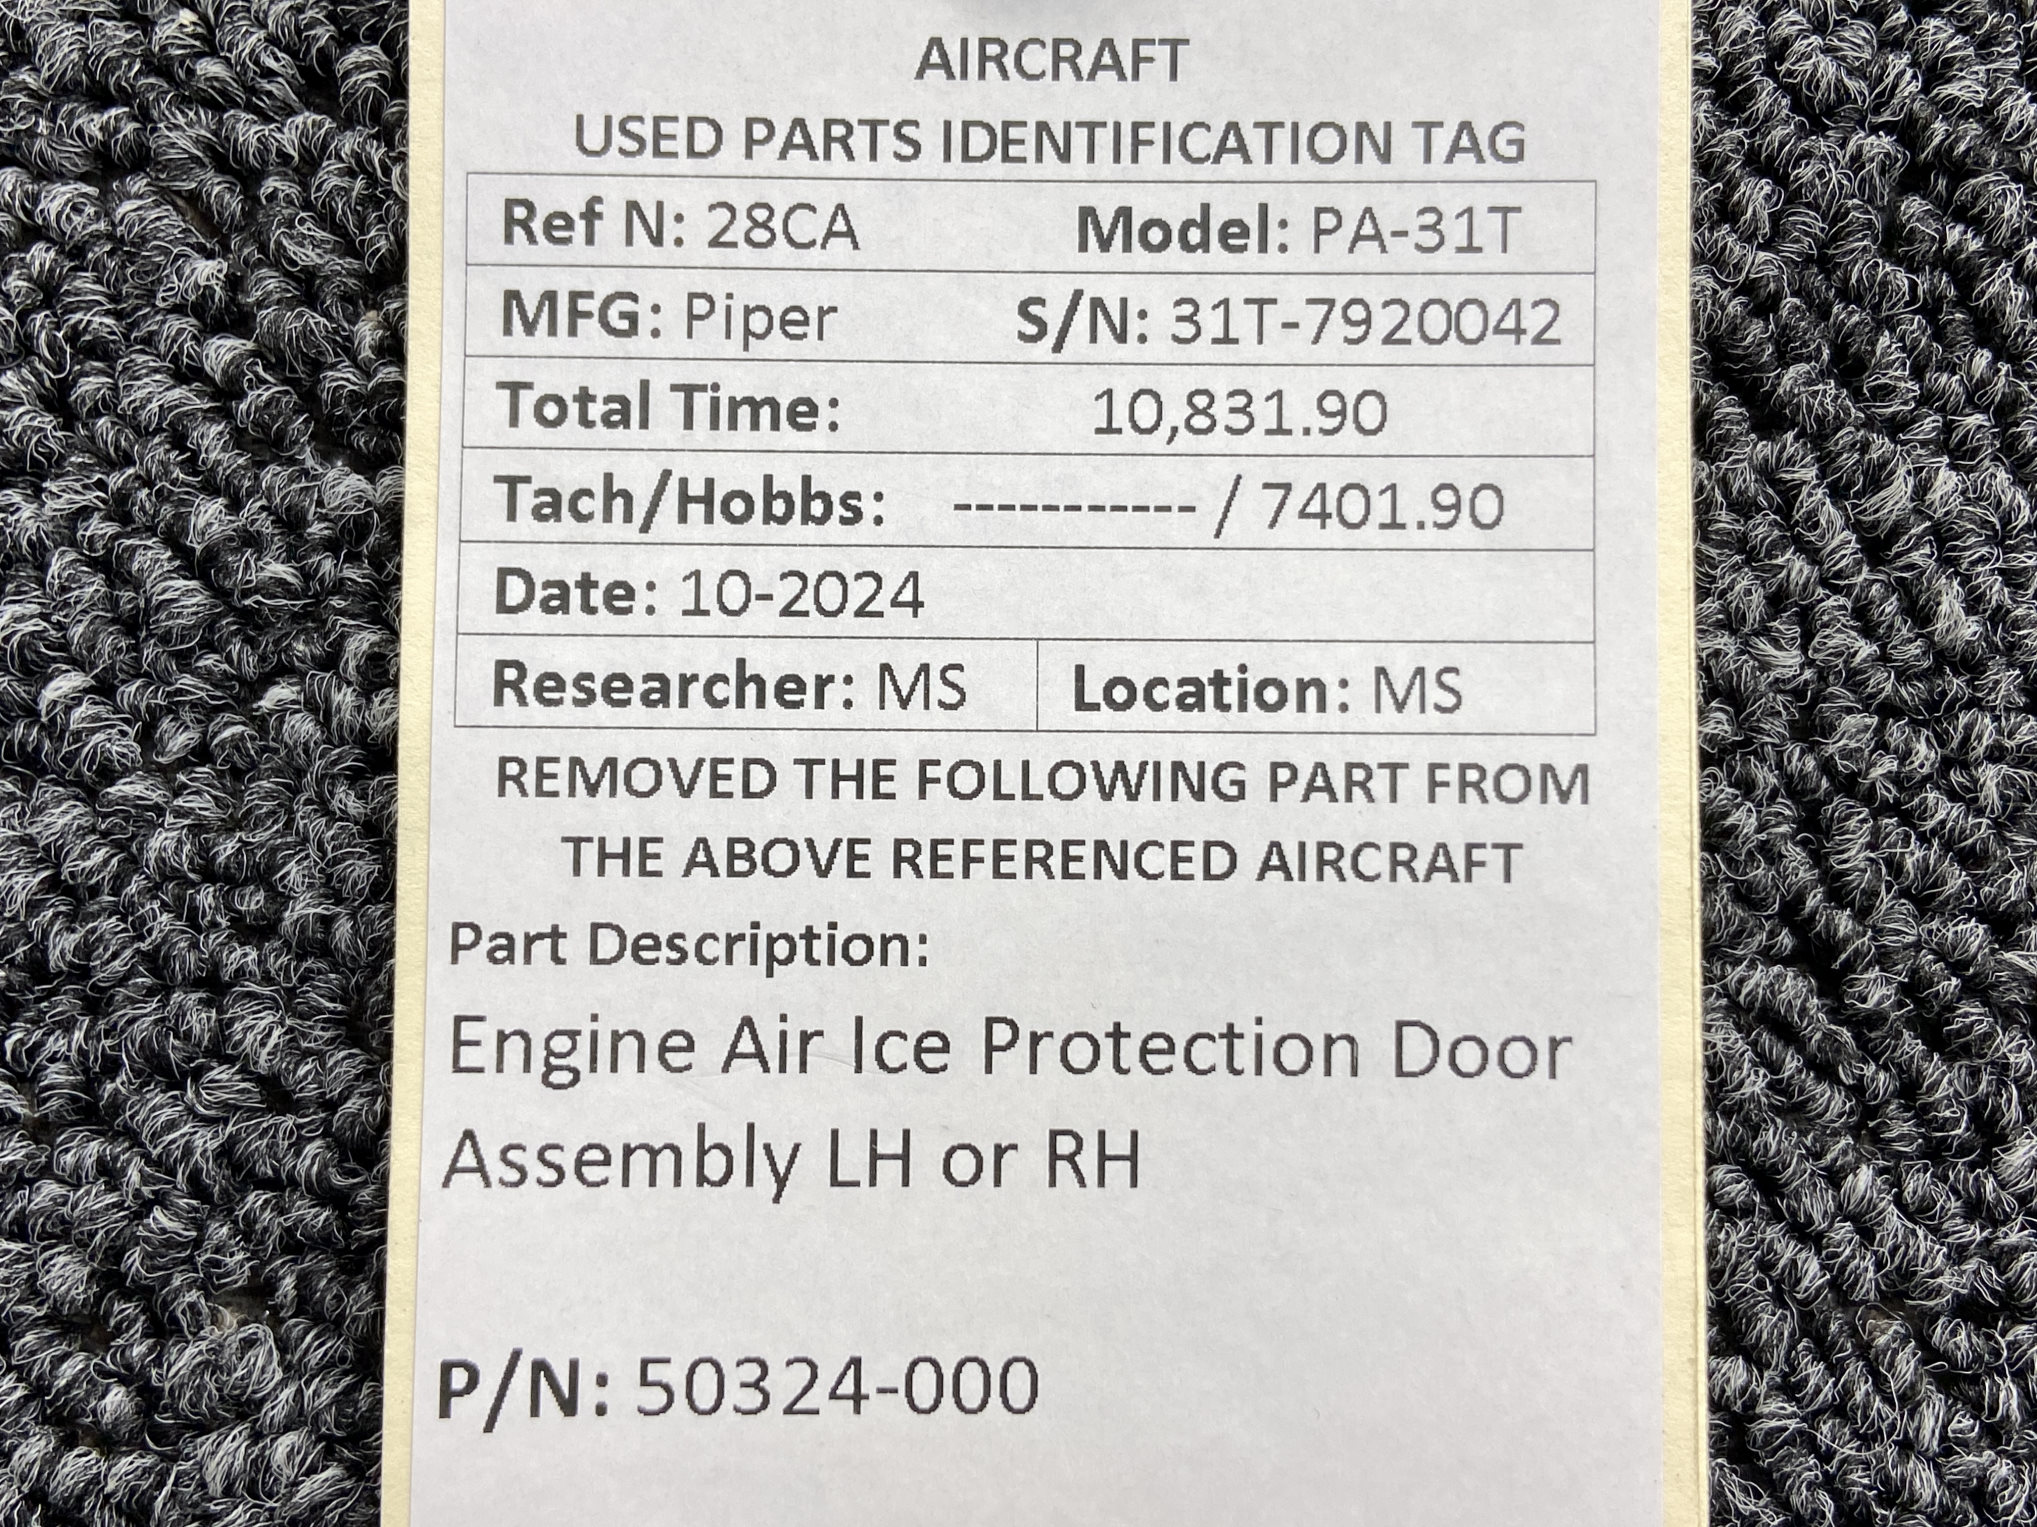 AIRCRAFT
USED PARTS IDENTIFICATION TAG
Ref N: 28CA Model: PA-31T
MFG: Piper S/N: 31T-7920042
Total Time: 10,831.90
Tach/Hobbs: ----------- / 7401.90
Date: 10-2024
Researcher: MS Location: MS
REMOVED THE FOLLOWING PART FROM
THE ABOVE REFERENCED AIRCRAFT
Part Description:
Engine Air Ice Protection Door
Assembly LH or RH
P/N: 50324-000